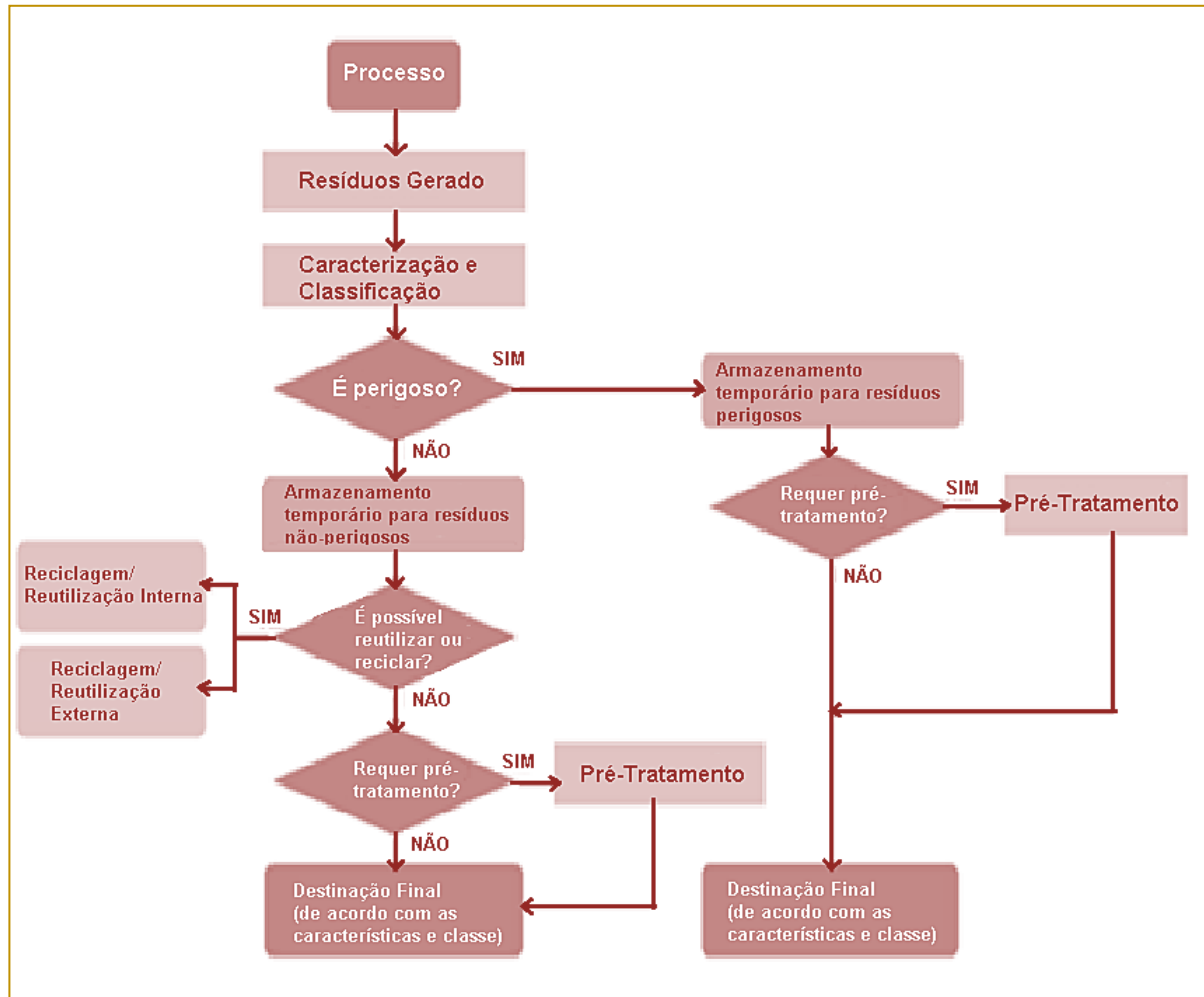 Processo
Resíduos Gerado
Caracterização e
Classificação
É perigoso?
SIM
Armazenamento
temporário para resíduos
perigosos
NÃO
Requer pré-
tratamento?
SIM
Pré-Tratamento
NÃO
Armazenamento
temporário para resíduos
não-perigosos
É possível
reutilizar ou
reciclar?
SIM
Reciclagem/
Reutilização Interna
Reciclagem/
Reutilização
Externa
NÃO
Requer pré-
tratamento?
SIM
Pré-Tratamento
NÃO
Destinação Final
(de acordo com as
características e classe)
Destinação Final
(de acordo com as
características e classe)